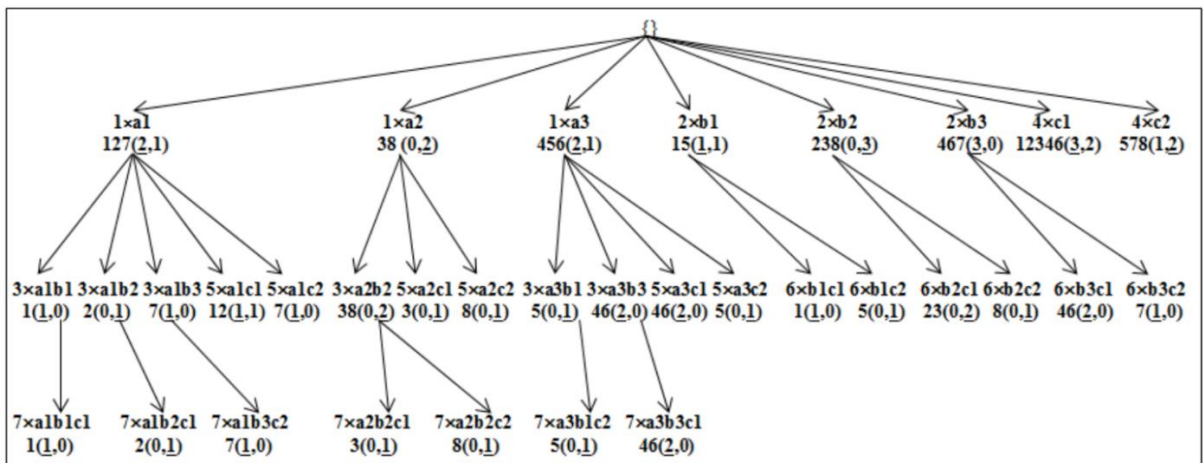 {}
1×a1 1×a2 1×a3 2×b1 2×b2 2×b3 4×c1 4×c2
127(2,1) 38 (0,2) 456(2,1) 15(1,1) 238(0,3) 467(3,0) 12346(3,2) 578(1,2)
3×a1b1 3×a1b2 3×a1b3 5×a1c1 5×a1c2 3×a2b2 5×a2c1 5×a2c2 3×a3b1 3×a3b3 5×a3c1 5×a3c2 6×b1c1 6×b1c2 6×b2c1 6×b2c2 6×b3c1 6×b3c2
1(1,0) 2(0,1) 7(1,0) 12(1,1) 7(1,0) 38(0,2) 3(0,1) 8(0,1) 5(0,1) 46(2,0) 46(2,0) 5(0,1) 1(1,0) 5(0,1) 23(0,2) 8(0,1) 46(2,0) 7(1,0)
7×a1b1c1 7×a1b2c1 7×a1b3c2 7×a2b2c1 7×a2b2c2 7×a3b1c2 7×a3b3c1
1(1,0) 2(0,1) 7(1,0) 3(0,1) 8(0,1) 5(0,1) 46(2,0)